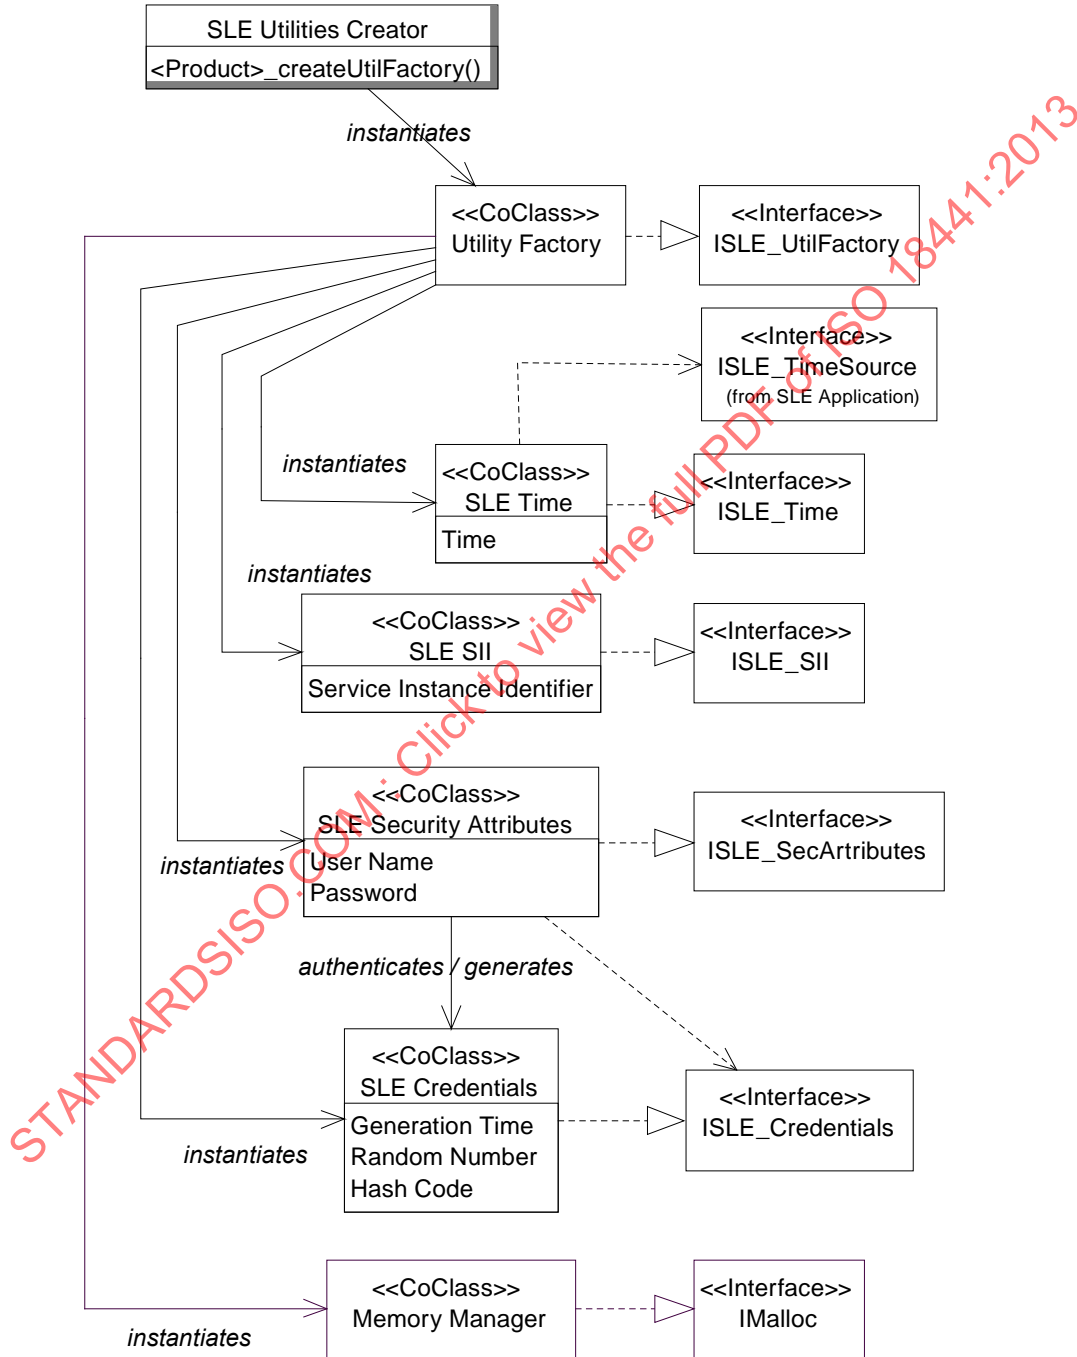 SLE Utilities Creator
<Product>_createUtilFactory()
instantiates
<<CoClass>>
Utility Factory
<<Interface>>
ISLE_UtilFactory
<<Interface>>
ISLE_TimeSource
(from SLE Application)
instantiates
<<CoClass>>
SLE Time
Time
<<Interface>>
ISLE_Time
instantiates
<<CoClass>>
SLE SII
Service Instance Identifier
<<Interface>>
ISLE_SII
instantiates
<<CoClass>>
SLE Security Attributes
User Name
Password
<<Interface>>
ISLE_SecArtributes
authenticates / generates
<<CoClass>>
SLE Credentials
Generation Time
Random Number
Hash Code
<<Interface>>
ISLE_Credentials
instantiates
<<CoClass>>
Memory Manager
<<Interface>>
IMalloc
instantiates
STANDARDSISO.COM : Click to view the full PDF of ISO 18441:2013